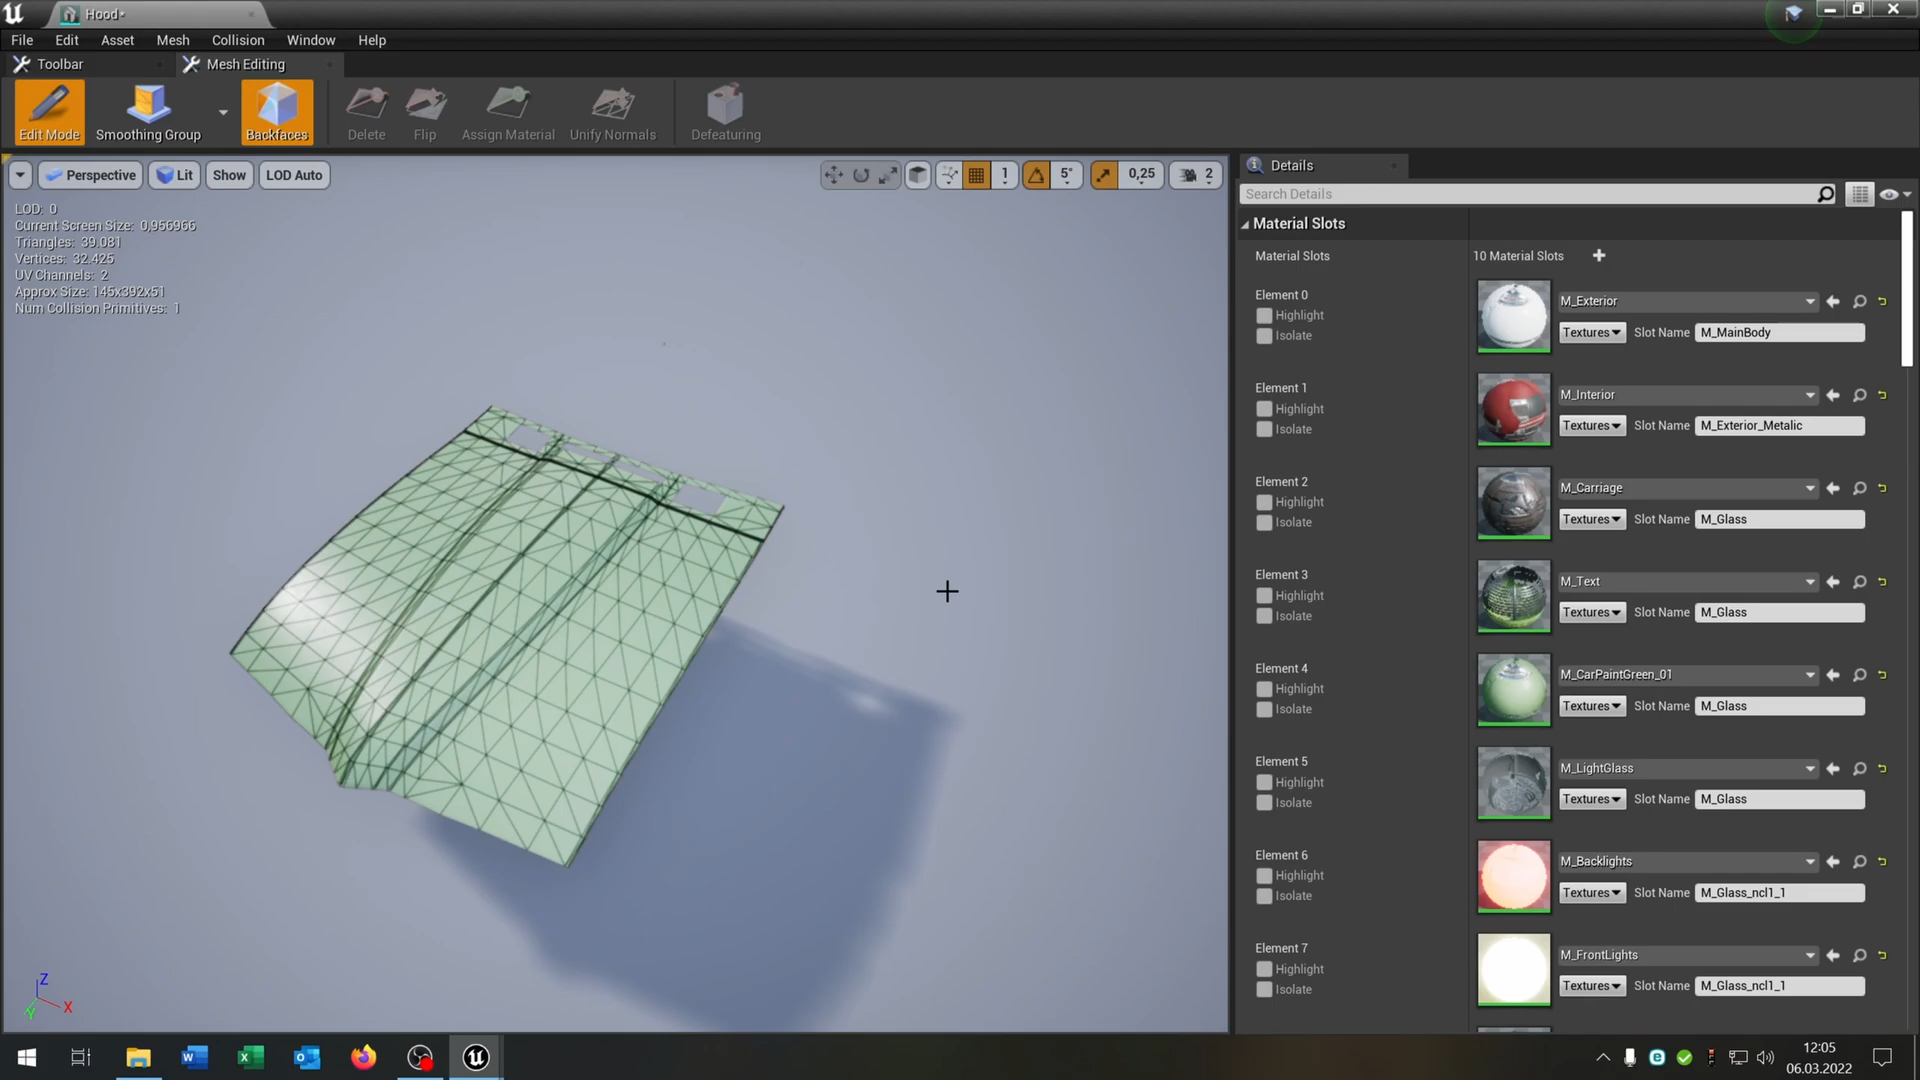 Hood*
File Edit Asset Mesh Collision Window Help
Toolbar Mesh Editing
Edit Mode Smoothing Group Backfaces Delete Flip Assign Material Unify Normals Defeaturing
Perspective Lit Show LOD Auto 1 5° 0,25 2
LOD: 0
Current Screen Size: 0,956966
Triangles: 39.081
Vertices: 32.425
UV Channels: 2
Approx Size: 145x392x51
Num Collision Primitives: 1
Details
Search Details
Material Slots
Material Slots 10 Material Slots
Element 0 M_Exterior
Highlight
Isolate Textures Slot Name M_MainBody
Element 1 M_Interior
Highlight
Isolate Textures Slot Name M_Exterior_Metalic
Element 2 M_Carriage
Highlight
Isolate Textures Slot Name M_Glass
Element 3 M_Text
Highlight
Isolate Textures Slot Name M_Glass
Element 4 M_CarPaintGreen_01
Highlight
Isolate Textures Slot Name M_Glass
Element 5 M_LightGlass
Highlight
Isolate Textures Slot Name M_Glass
Element 6 M_Backlights
Highlight
Isolate Textures Slot Name M_Glass_ncl1_1
Element 7 M_FrontLights
Highlight
Isolate Textures Slot Name M_Glass_ncl1_1
Z
X
Y
12:05
06.03.2022